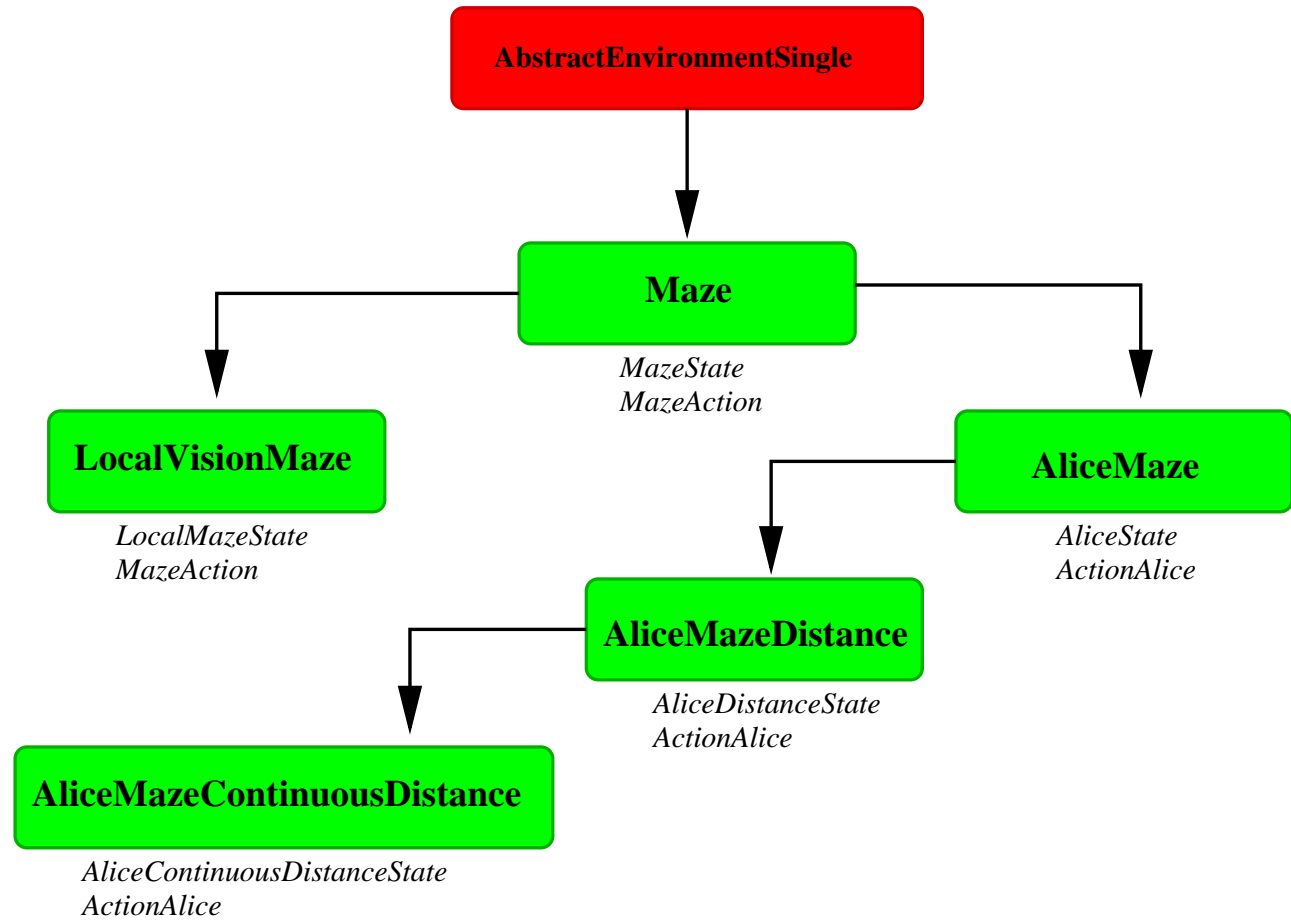 AbstractEnvironmentSingle
Maze
MazeState
MazeAction
LocalVisionMaze
LocalMazeState
MazeAction
AliceMaze
AliceState
ActionAlice
AliceMazeDistance
AliceDistanceState
ActionAlice
AliceMazeContinuousDistance
AliceContinuousDistanceState
ActionAlice